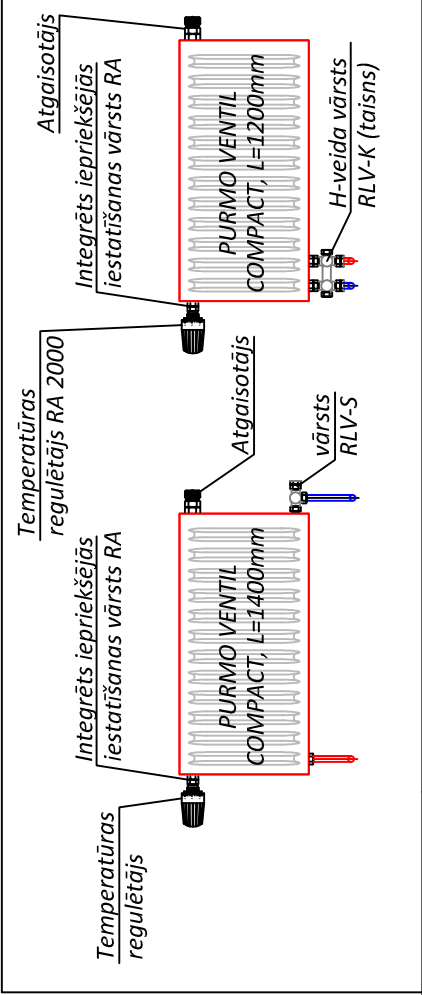 Temperatūras
regulētājs
Integrēts iepriekšējās
iestatīšanas vārsts RA
PURMO VENTIL
COMPACT, L=1400mm
Atgaisotājs
vārsts
RLV-S
Temperatūras
regulētājs RA 2000
Integrēts iepriekšējās
iestatīšanas vārsts RA
Atgaisotājs
PURMO VENTIL
COMPACT, L=1200mm
H-veida vārsts
RLV-K (taisns)